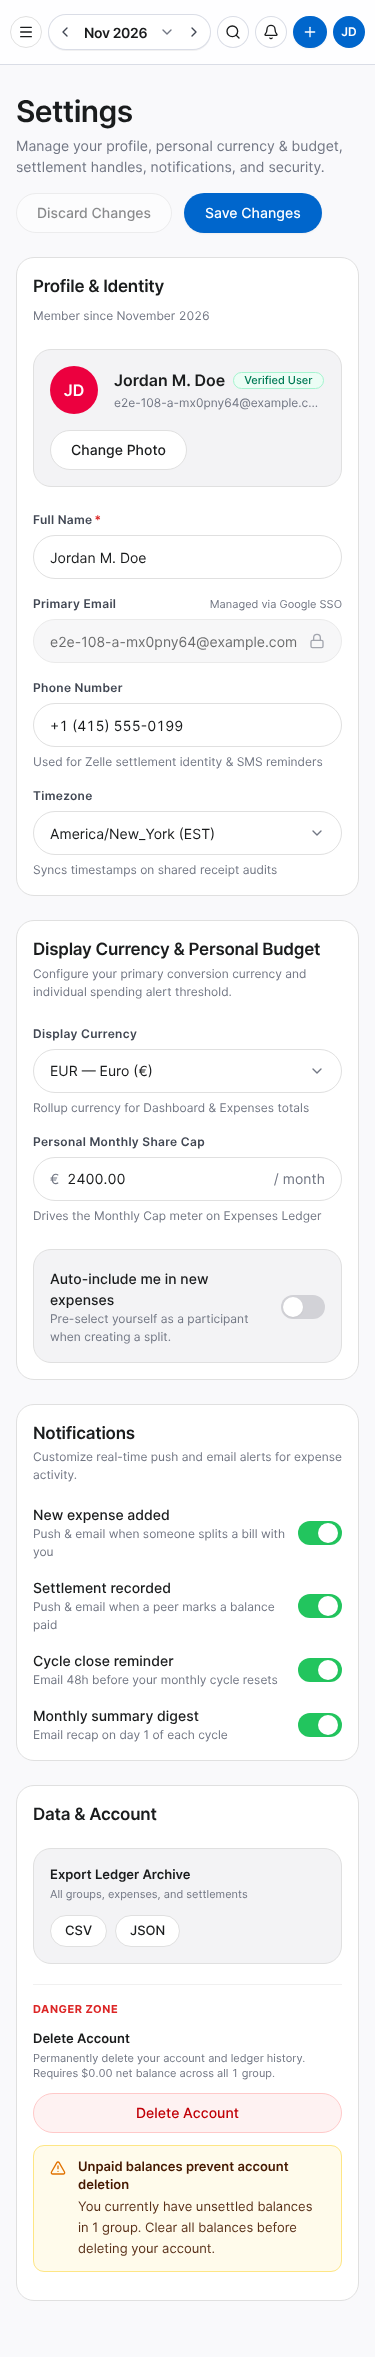 Nov 2026
JD
Settings
Manage your profile, personal currency & budget,
settlement handles, notifications, and security.
Discard Changes
Save Changes
Profile & Identity
Member since November 2026
JD
Jordan M. Doe
Verified User
e2e-108-a-mx0pny64@example.c...
Change Photo
Full Name *
Jordan M. Doe
Primary Email
Managed via Google SSO
e2e-108-a-mx0pny64@example.com
Phone Number
+1 (415) 555-0199
Used for Zelle settlement identity & SMS reminders
Timezone
America/New_York (EST)
Syncs timestamps on shared receipt audits
Display Currency & Personal Budget
Configure your primary conversion currency and
individual spending alert threshold.
Display Currency
EUR — Euro (€)
Rollup currency for Dashboard & Expenses totals
Personal Monthly Share Cap
€ 2400.00 / month
Drives the Monthly Cap meter on Expenses Ledger
Auto-include me in new
expenses
Pre-select yourself as a participant
when creating a split.
Notifications
Customize real-time push and email alerts for expense
activity.
New expense added
Push & email when someone splits a bill with
you
Settlement recorded
Push & email when a peer marks a balance
paid
Cycle close reminder
Email 48h before your monthly cycle resets
Monthly summary digest
Email recap on day 1 of each cycle
Data & Account
Export Ledger Archive
All groups, expenses, and settlements
CSV
JSON
DANGER ZONE
Delete Account
Permanently delete your account and ledger history.
Requires $0.00 net balance across all 1 group.
Delete Account
Unpaid balances prevent account
deletion
You currently have unsettled balances
in 1 group. Clear all balances before
deleting your account.